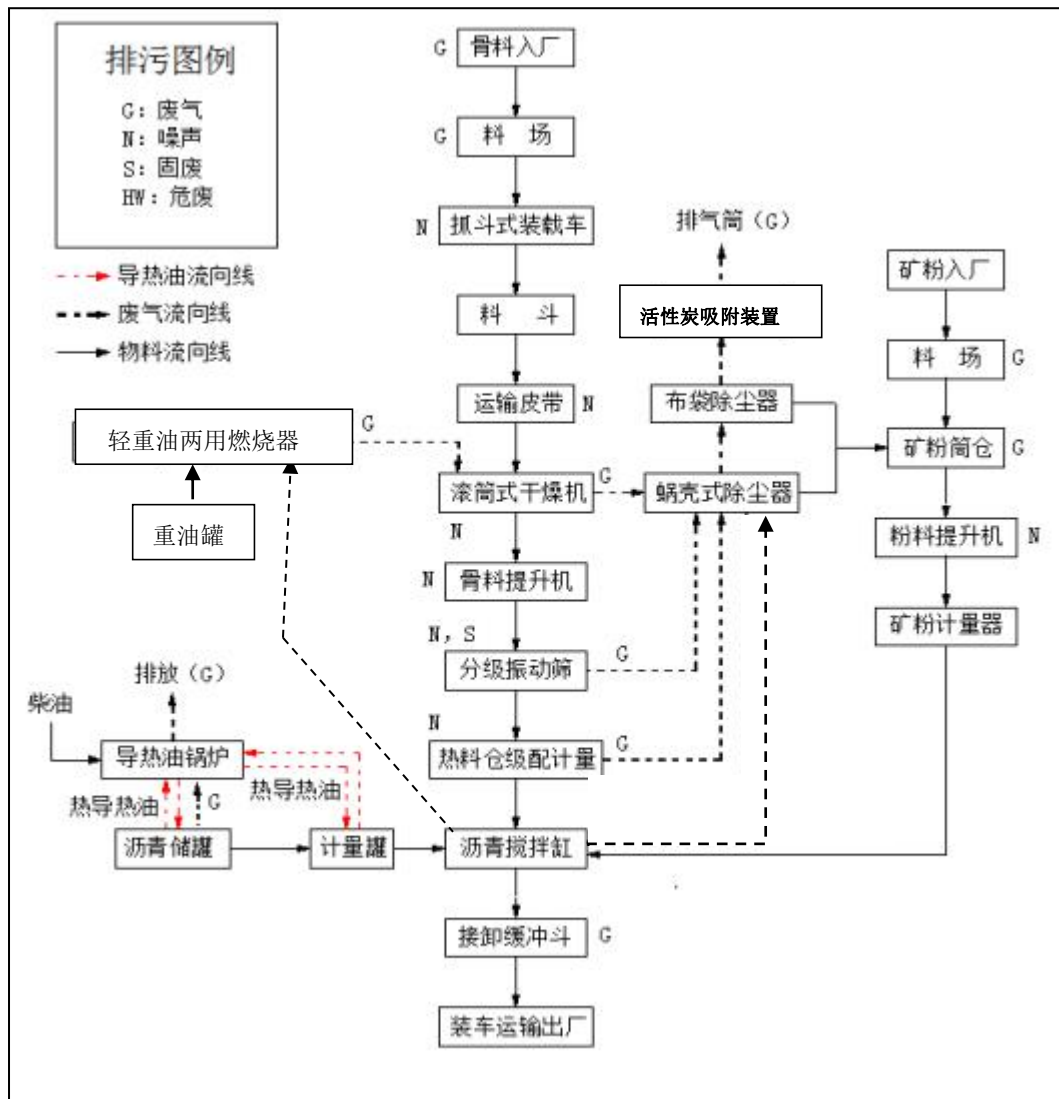 排污图例
G: 废气
N: 噪声
S: 固废
HW: 危废
导热油流向线
废气流向线
物料流向线
G 骨料入厂
G 料 场
N 抓斗式装载车
料 斗
运输皮带 N
轻重油两用燃烧器 G
重油罐
滚筒式干燥机 G
N
N 骨料提升机
N, S
分级振动筛 G
N
热料仓级配计量 G
排气筒 (G)
活性炭吸附装置
布袋除尘器
蜗壳式除尘器
矿粉入厂
料 场 G
矿粉筒仓 G
粉料提升机 N
矿粉计量器
排放 (G)
柴油
导热油锅炉
热导热油 G 热导热油
沥青储罐
计量罐
沥青搅拌缸
接卸缓冲斗 G
装车运输出厂